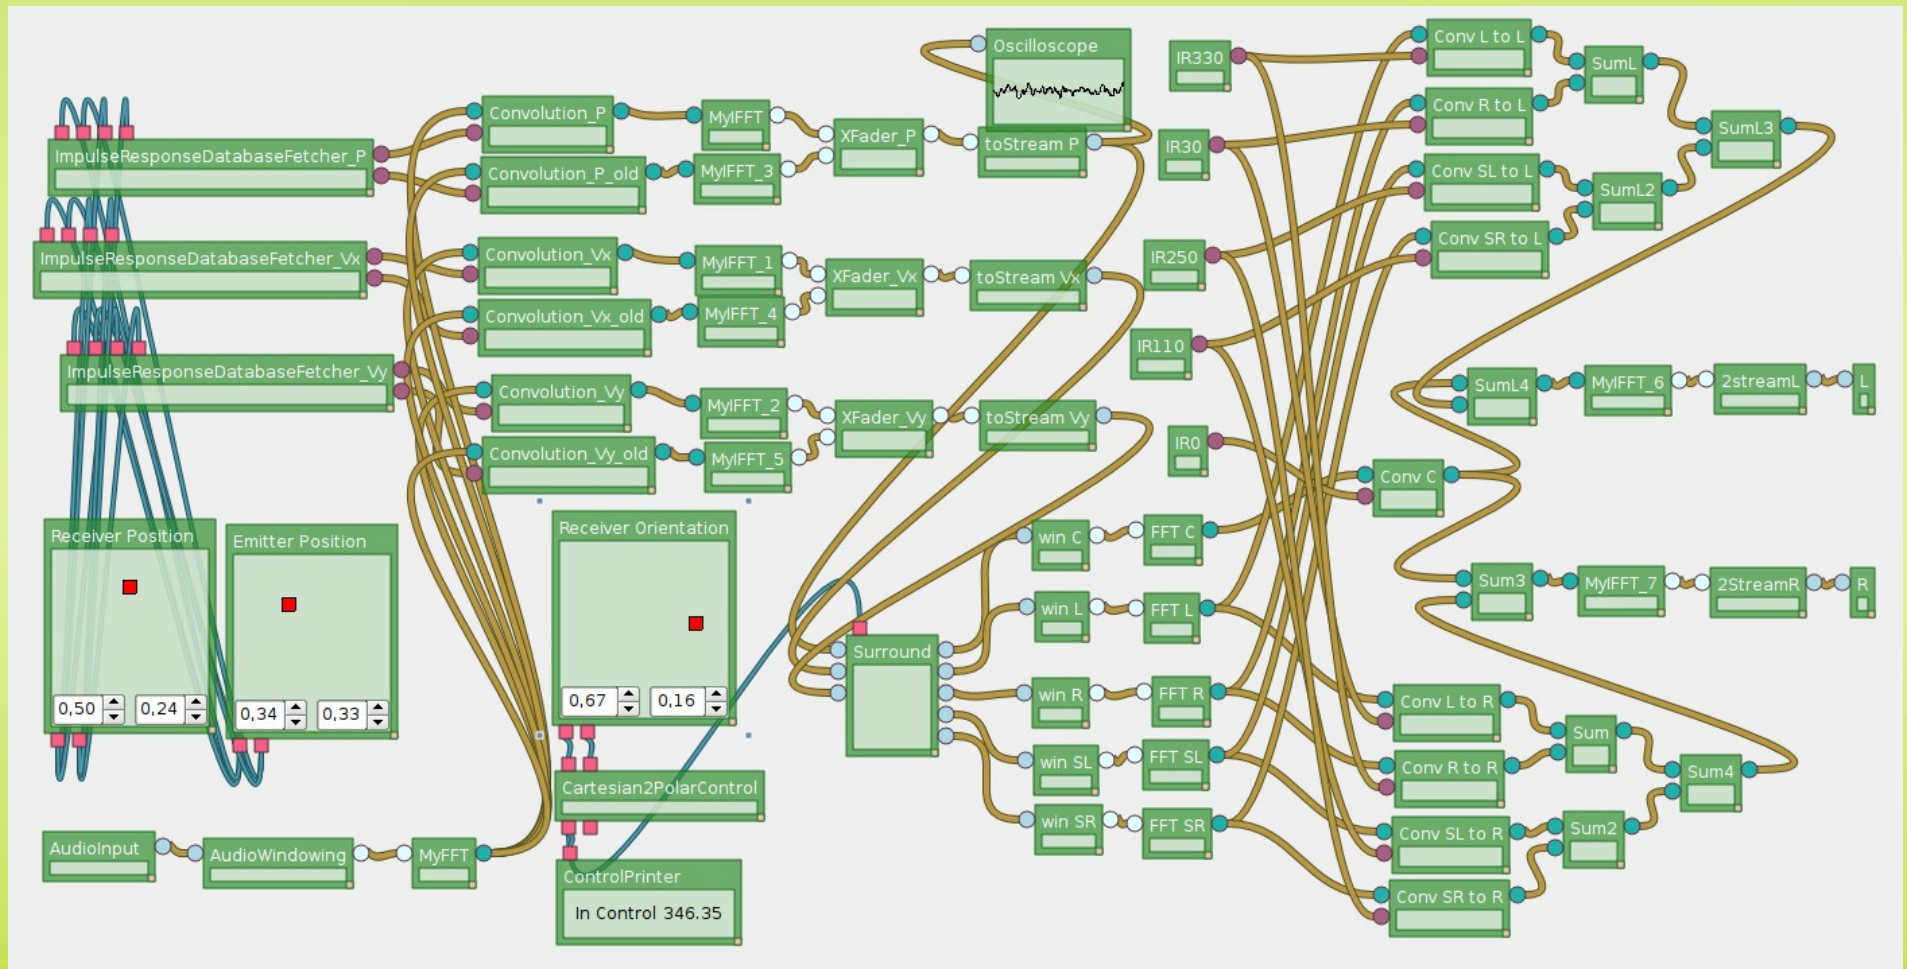 Oscilloscope
ImpulseResponseDatabaseFetcher_P
Convolution_P
MyIFFT
XFader_P
toStream P
Convolution_P_old
MyIFFT_3
ImpulseResponseDatabaseFetcher_Vx
Convolution_Vx
MyIFFT_1
XFader_Vx
toStream Vx
Convolution_Vx_old
MyIFFT_4
ImpulseResponseDatabaseFetcher_Vy
Convolution_Vy
MyIFFT_2
XFader_Vy
toStream Vy
Convolution_Vy_old
MyIFFT_5
Receiver Position
0,50
0,24
Emitter Position
0,34
0,33
Receiver Orientation
0,67
0,16
Cartesian2PolarControl
ControlPrinter
In Control 346.35
AudioInput
AudioWindowing
MyFFT
Surround
win C
FFT C
win L
FFT L
win R
FFT R
win SL
FFT SL
win SR
FFT SR
IR330
IR30
IR250
IR110
IR0
Conv L to L
Conv R to L
Conv SL to L
Conv SR to L
SumL
SumL2
SumL3
Conv C
SumL4
MyIFFT_6
2streamL
L
Sum3
MyIFFT_7
2StreamR
R
Conv L to R
Conv R to R
Conv SL to R
Conv SR to R
Sum
Sum2
Sum4